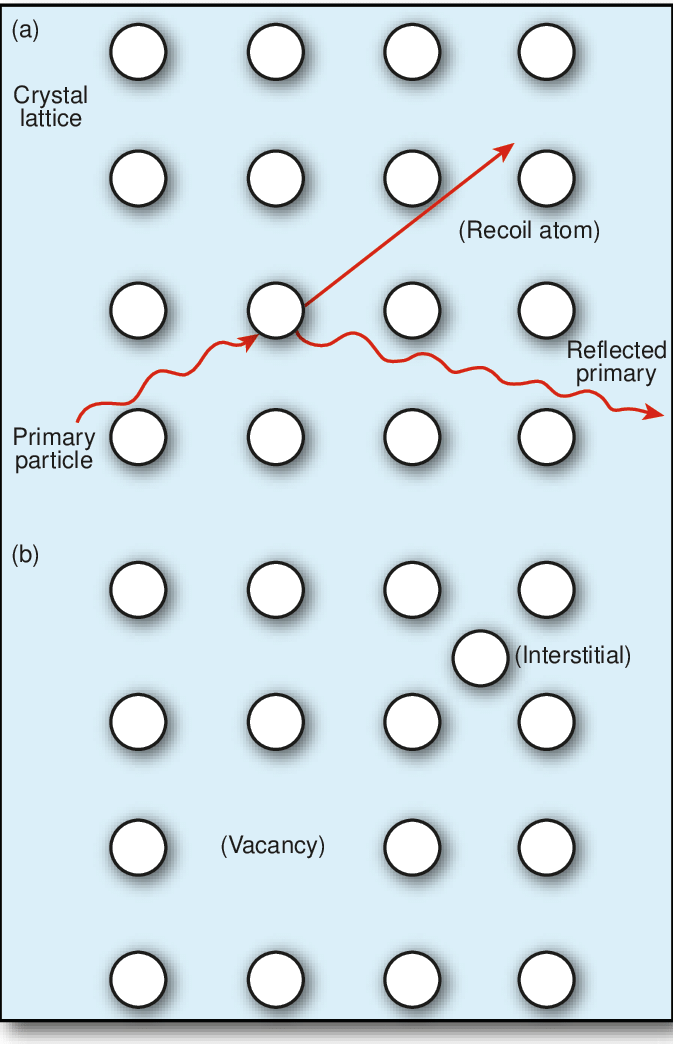 (a)
Crystal
lattice
(Recoil atom)
Reflected
primary
Primary
particle
(b)
(Interstitial)
(Vacancy)